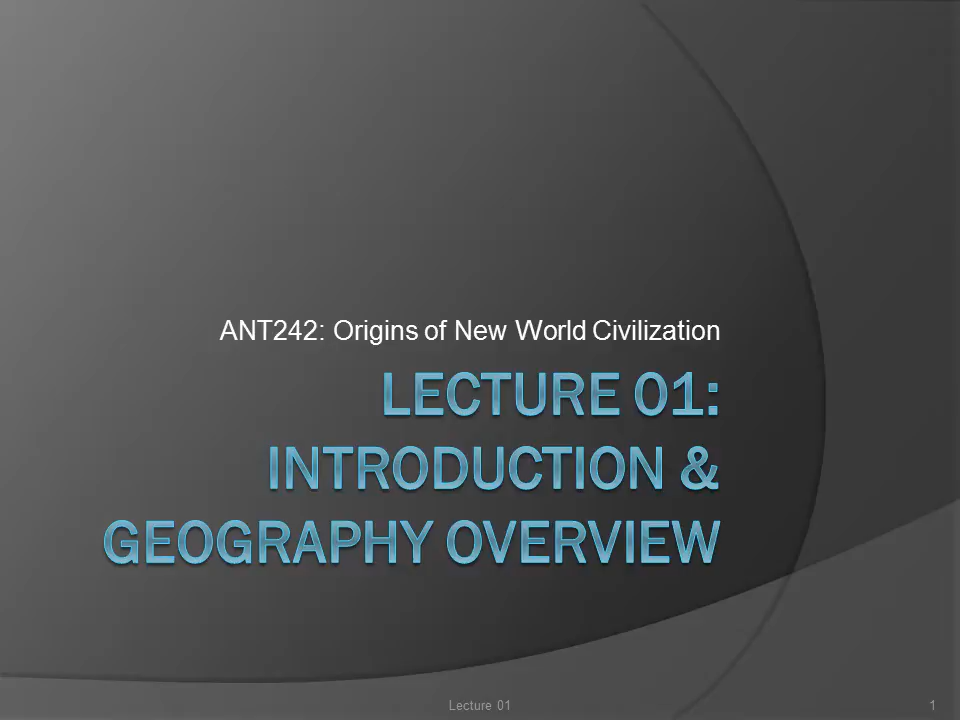 ANT242: Origins of New World Civilization
LECTURE 01:
INTRODUCTION &
GEOGRAPHY OVERVIEW
Lecture 01
1